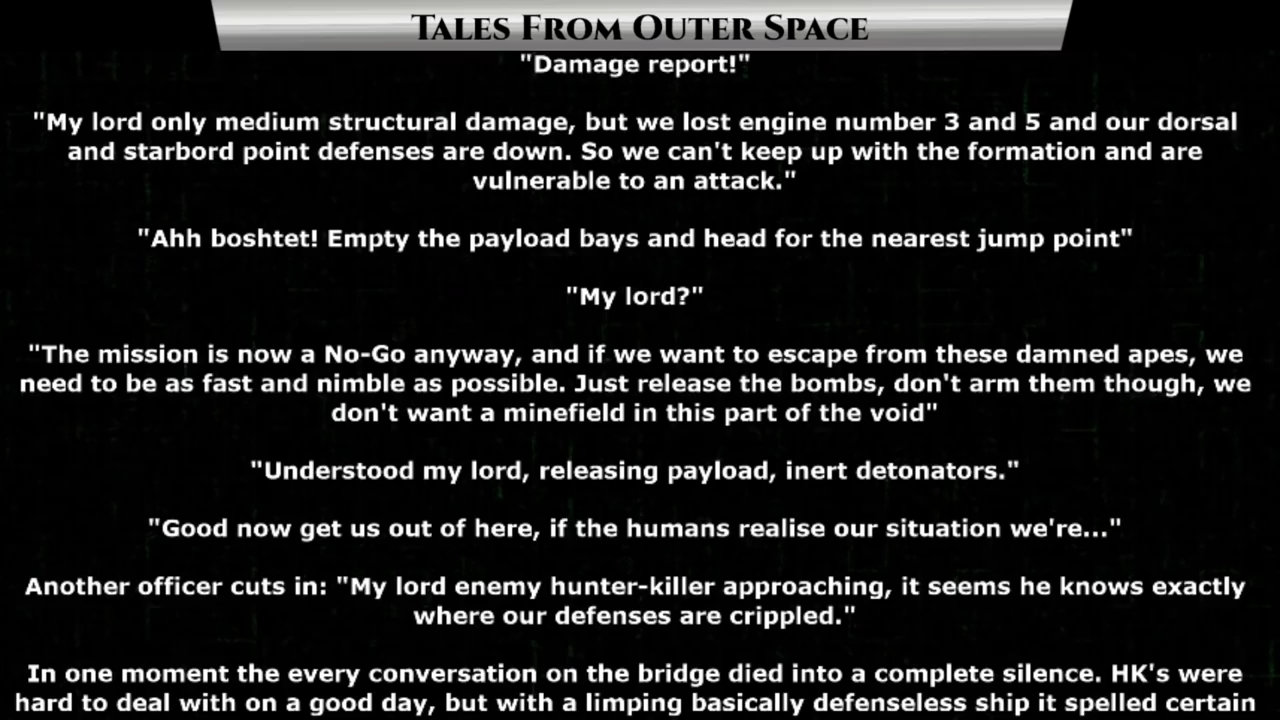 Tales From Outer Space
"Damage report!"
"My lord only medium structural damage, but we lost engine number 3 and 5 and our dorsal
and starbord point defenses are down. So we can't keep up with the formation and are
vulnerable to an attack."
"Ahh boshtet! Empty the payload bays and head for the nearest jump point"
"My lord?"
"The mission is now a No-Go anyway, and if we want to escape from these damned apes, we
need to be as fast and nimble as possible. Just release the bombs, don't arm them though, we
don't want a minefield in this part of the void"
"Understood my lord, releasing payload, inert detonators."
"Good now get us out of here, if the humans realise our situation we're..."
Another officer cuts in: "My lord enemy hunter-killer approaching, it seems he knows exactly
where our defenses are crippled."
In one moment the every conversation on the bridge died into a complete silence. HK's were
hard to deal with on a good day, but with a limping basically defenseless ship it spelled certain